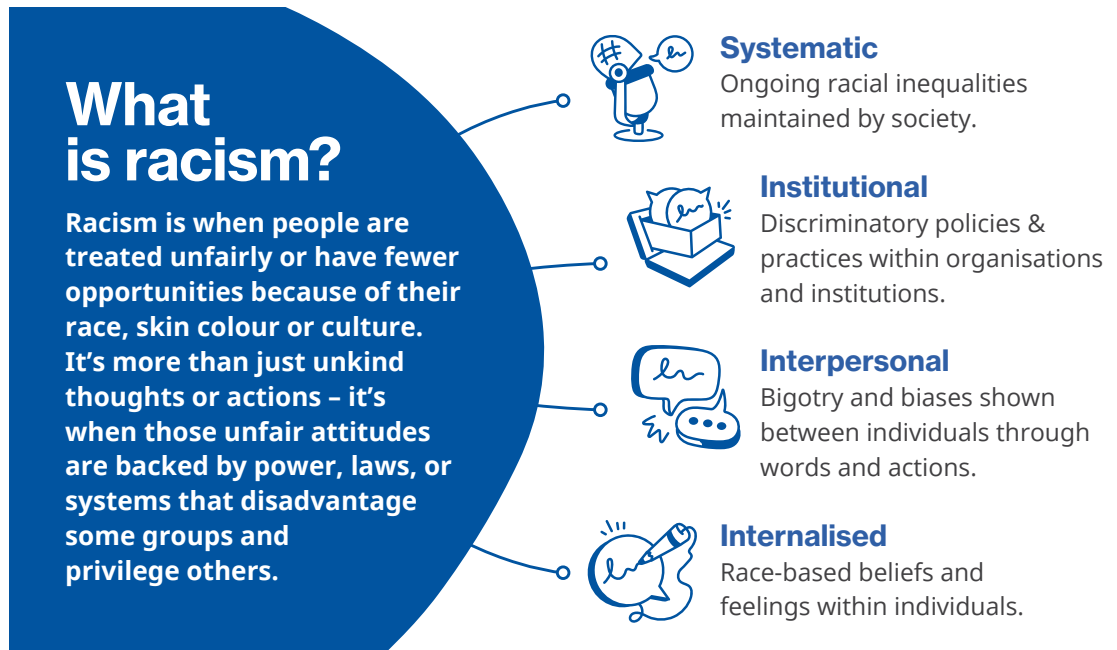 What
is racism?
Racism is when people are
treated unfairly or have fewer
opportunities because of their
race, skin colour or culture.
It’s more than just unkind
thoughts or actions – it’s
when those unfair attitudes
are backed by power, laws, or
systems that disadvantage
some groups and
privilege others.
Systematic
Ongoing racial inequalities
maintained by society.
Institutional
Discriminatory policies &
practices within organisations
and institutions.
Interpersonal
Bigotry and biases shown
between individuals through
words and actions.
Internalised
Race-based beliefs and
feelings within individuals.